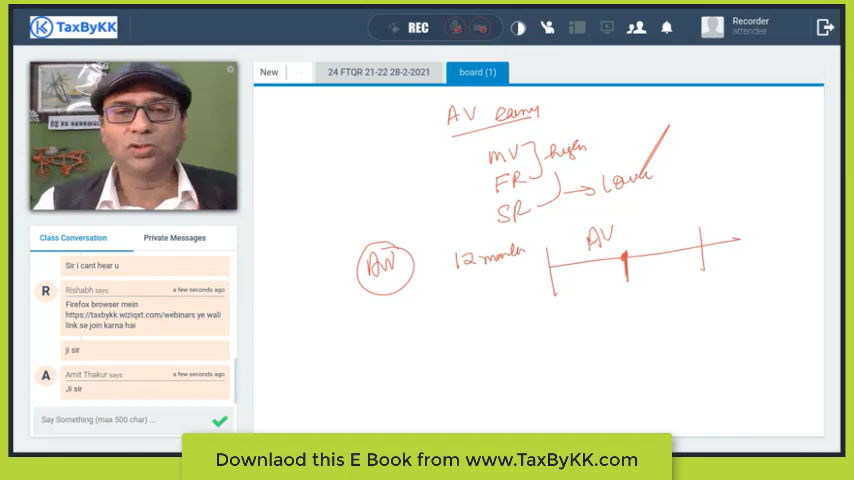 TaxByKK
REC
Recorder
attendee
New
24 FTQR 21-22 28-2-2021
board (1)
Class Conversation
Private Messages
Sir i cant hear u
R
Rishabh says:
a few seconds ago
Firefox browser mein
https://taxbykk.wiziqxt.com/webinars ye wali
link se join karna hai
ji sir
A
Amit Thakur says:
a few seconds ago
Ji sir
Say Something (max 500 char) ...
AV
MV
FR
SR
AV
12 months
AV
Downlaod this E Book from www.TaxByKK.com